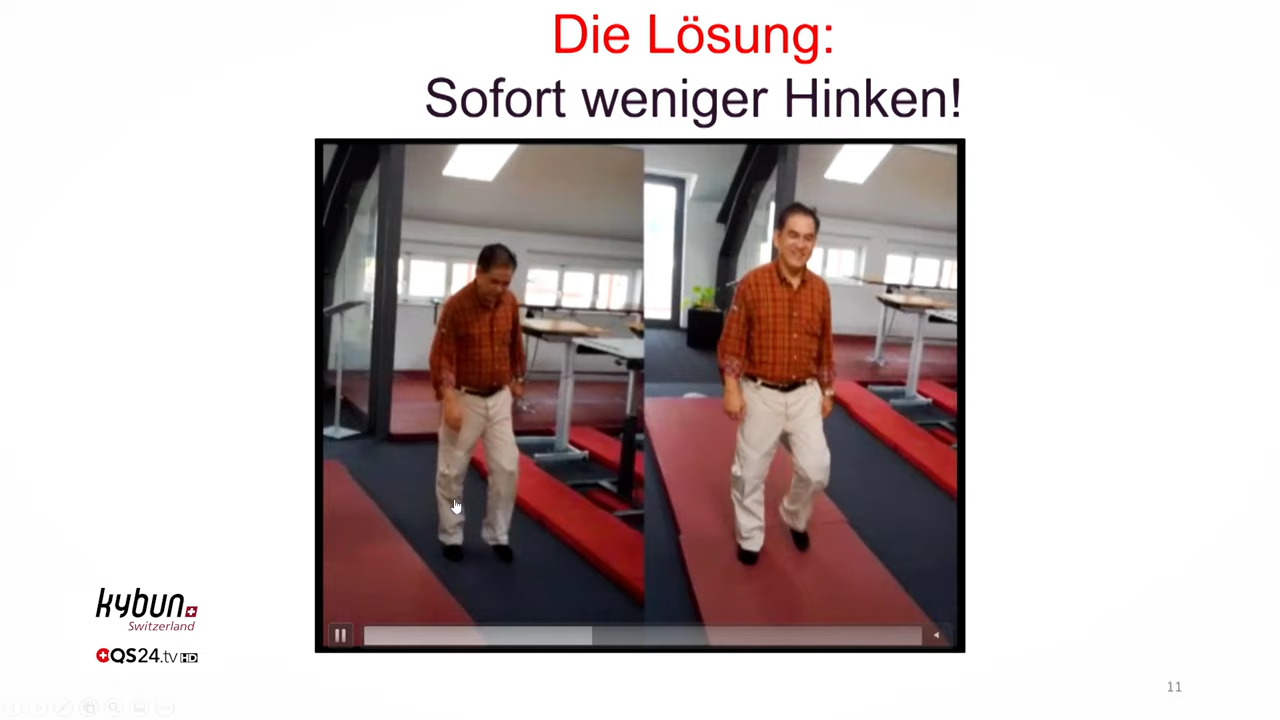 Die Lösung:
Sofort weniger Hinken!
kybun
Switzerland
QS24.tv HD
11